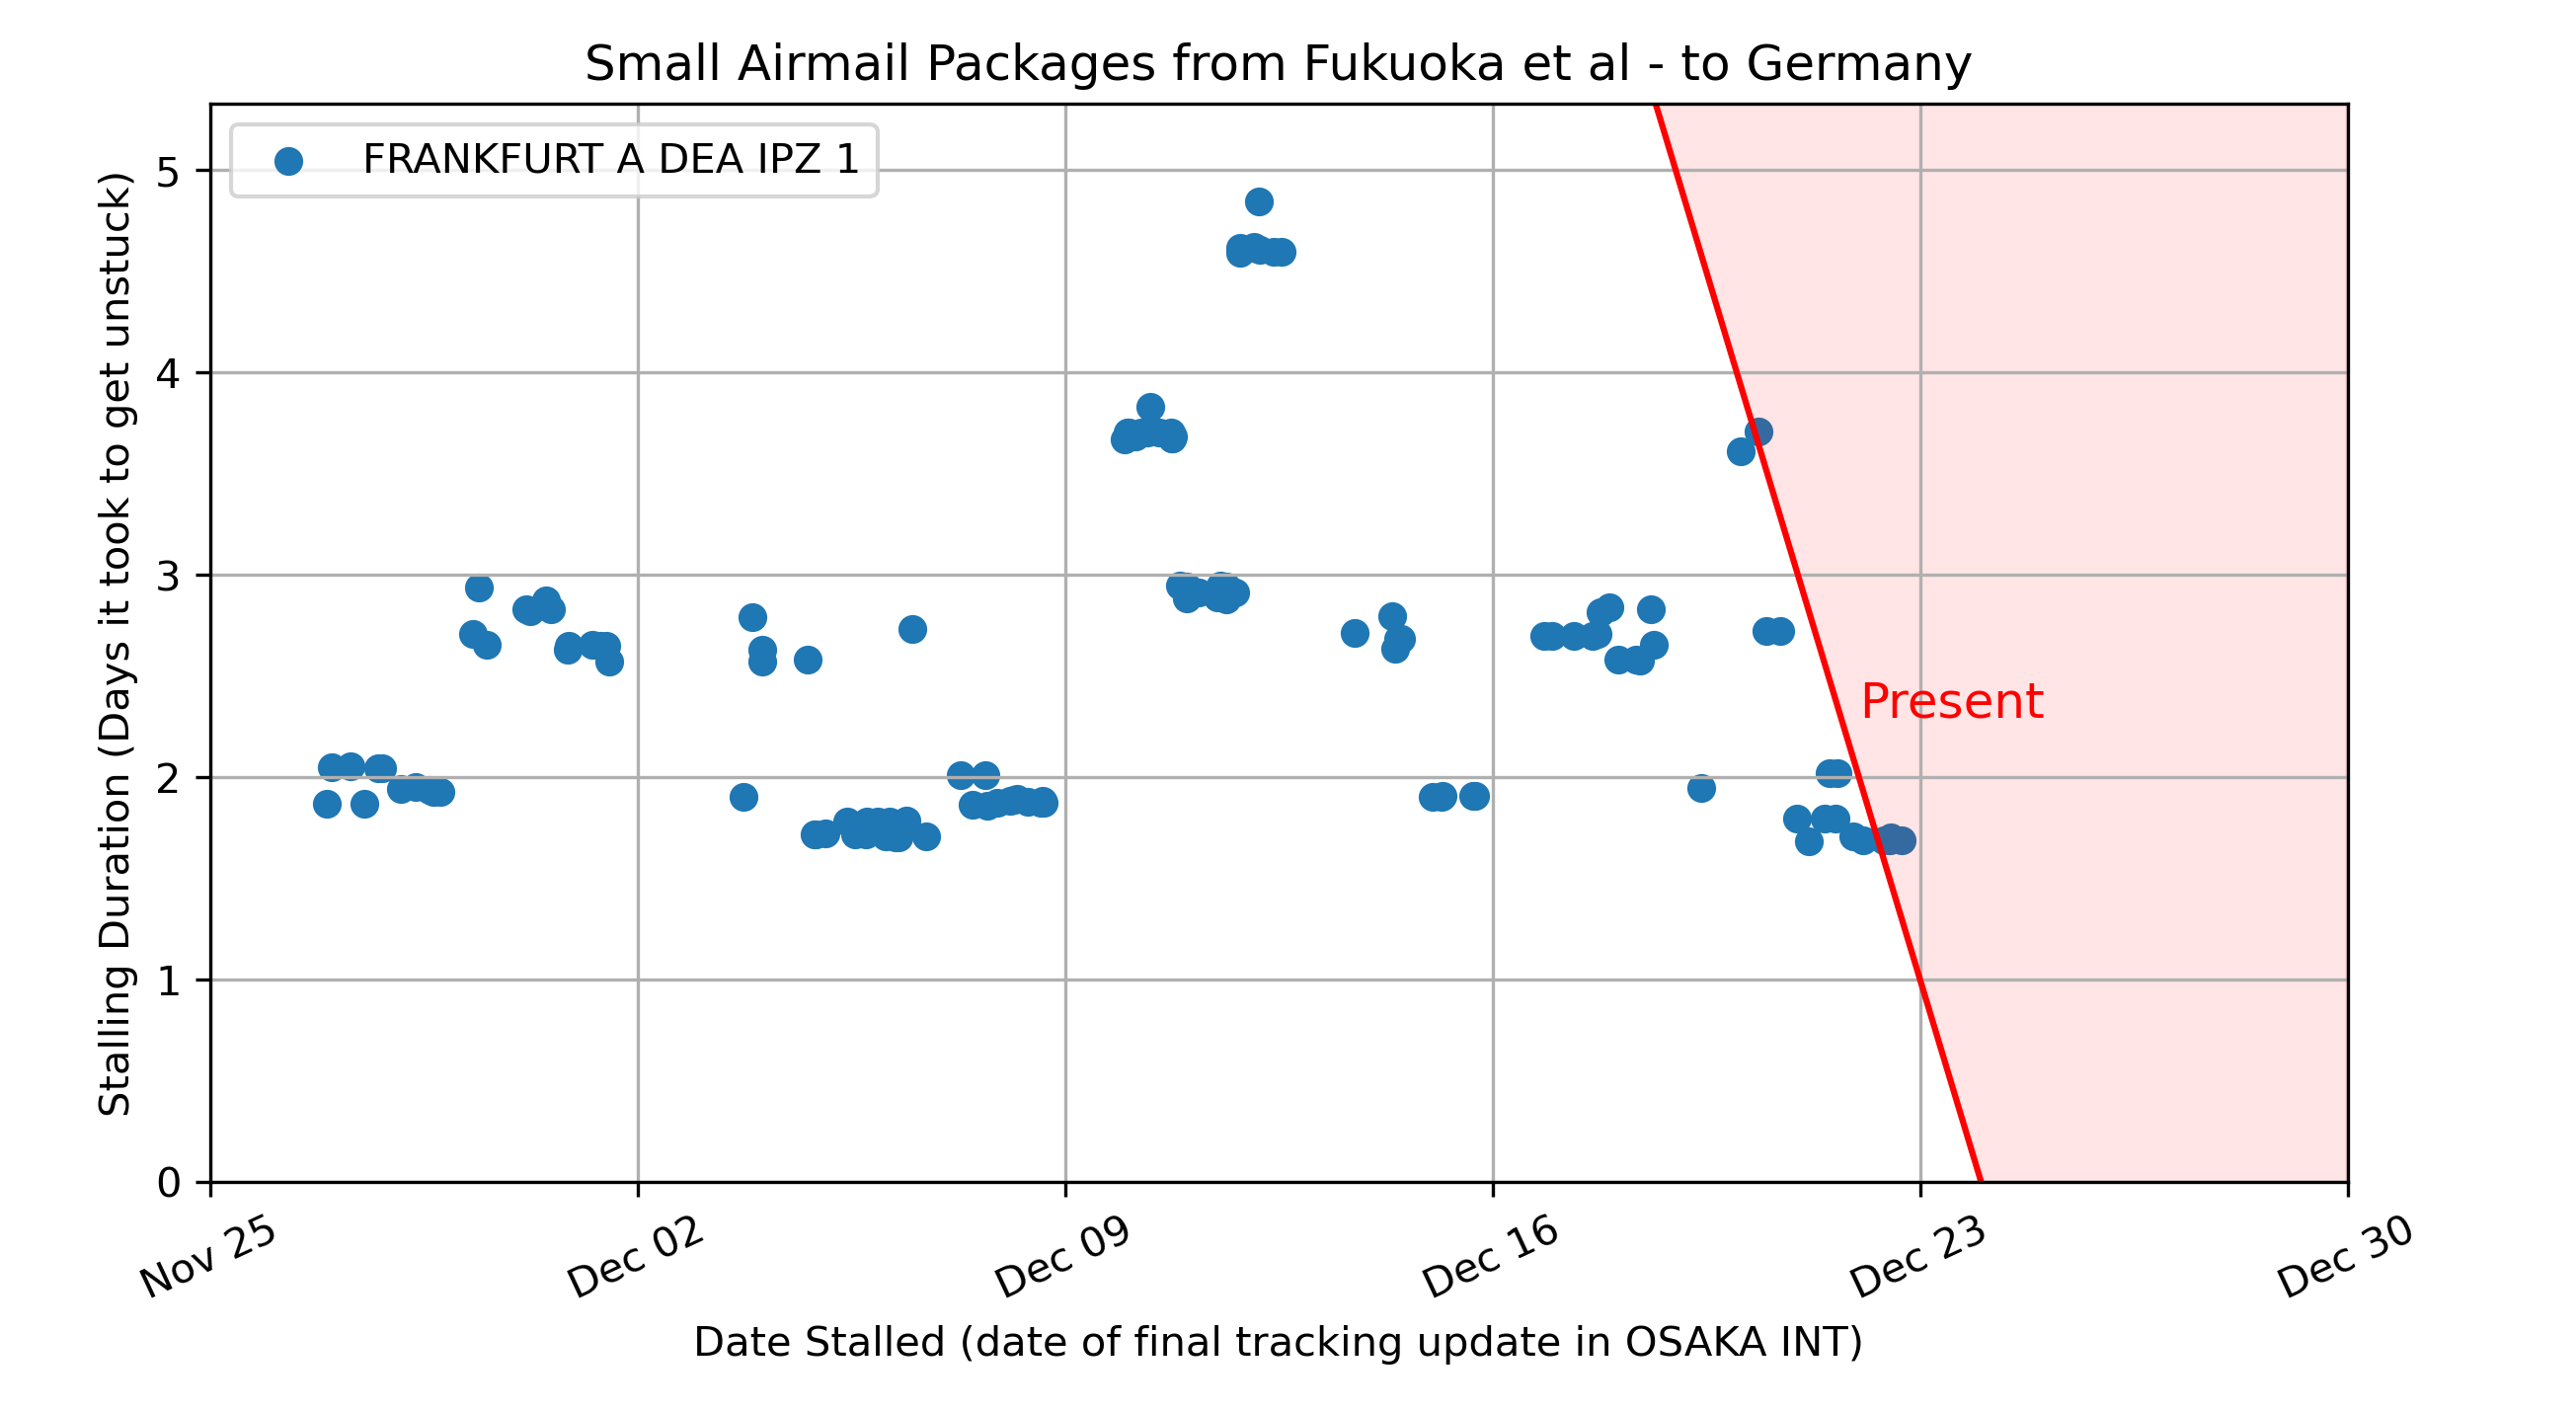 Small Airmail Packages from Fukuoka et al - to Germany
FRANKFURT A DEA IPZ 1
Stalling Duration (Days it took to get unstuck)
5
4
3
2
1
0
Present
Nov 25
Dec 02
Dec 09
Dec 16
Dec 23
Dec 30
Date Stalled (date of final tracking update in OSAKA INT)